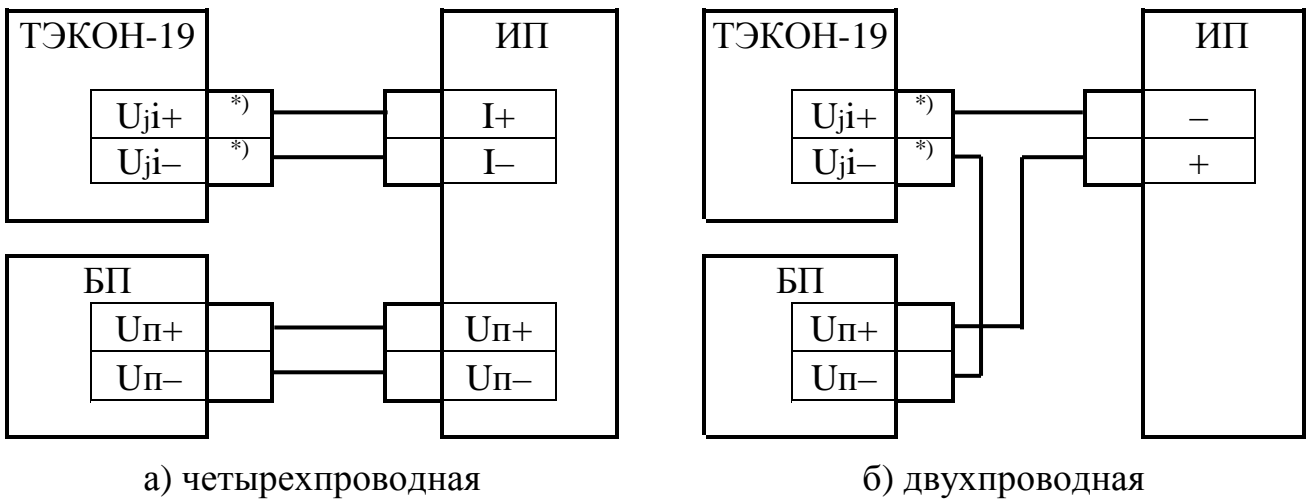 ТЭКОН-19 ИП
Uji+ *) I+
Uji– *) I–
БП
Uп+ Uп+
Uп– Uп–
а) четырехпроводная
ТЭКОН-19 ИП
Uji+ *) –
Uji– *) +
БП
Uп+
Uп–
б) двухпроводная